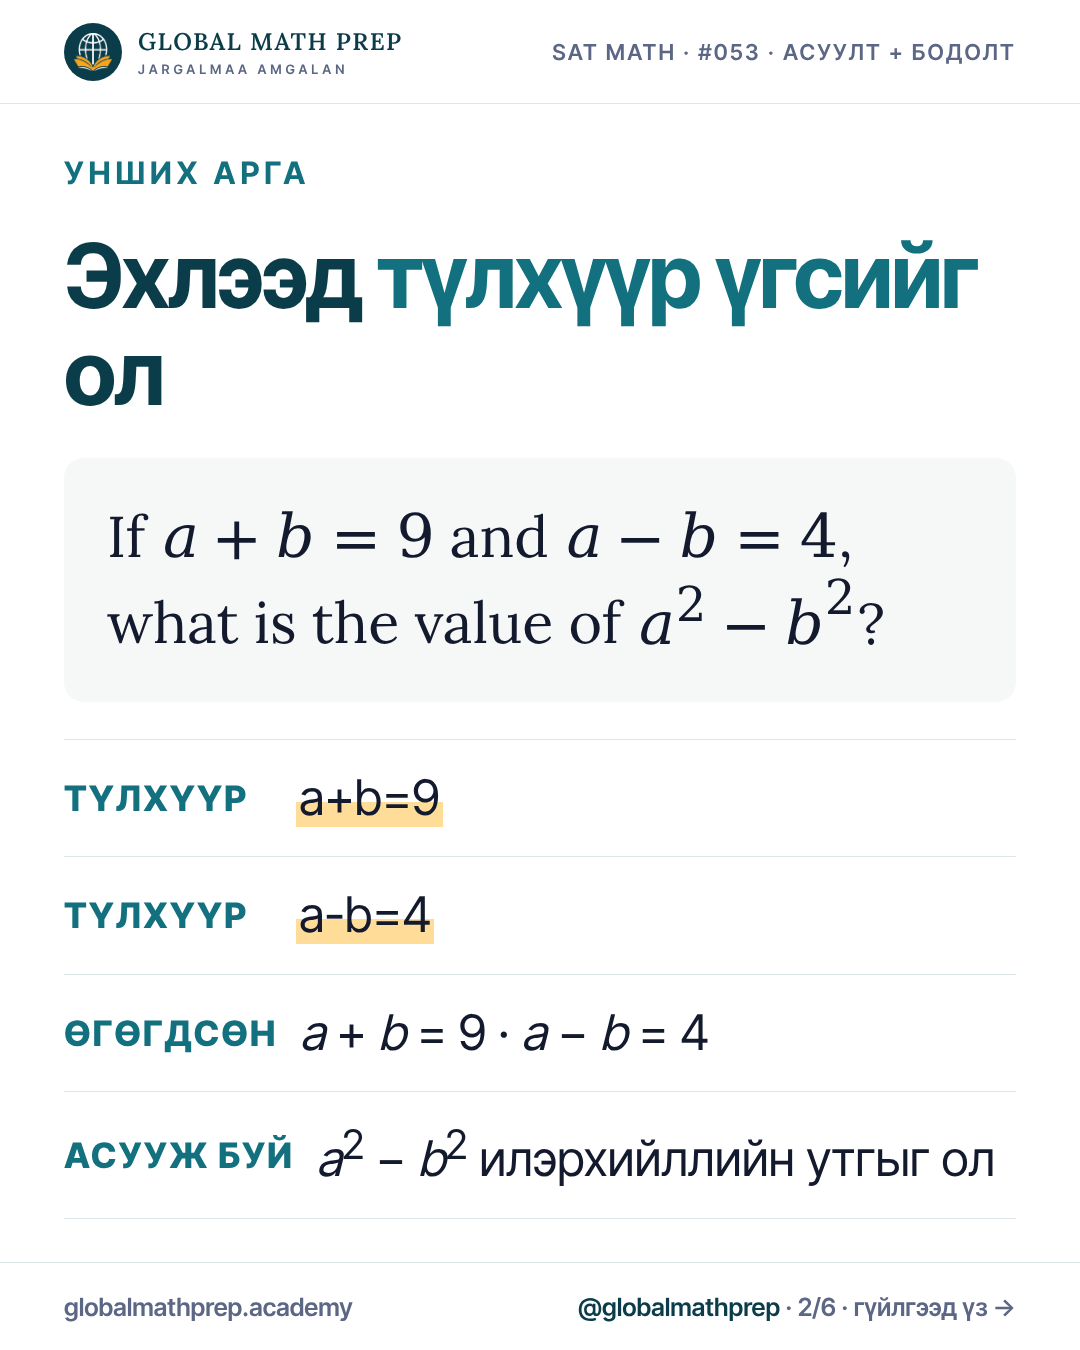 GLOBAL MATH PREP
JARGALMAA AMGALAN
SAT MATH · #053 · АСУУЛТ + БОДОЛТ
УНШИХ АРГА
Эхлээд түлхүүр үгсийг
ол
If a + b = 9 and a − b = 4,
what is the value of a² − b²?
ТҮЛХҮҮР a+b=9
ТҮЛХҮҮР a-b=4
ӨГӨГДСӨН a + b = 9 · a − b = 4
АСУУЖ БУЙ a² − b² илэрхийллийн утгыг ол
globalmathprep.academy
@globalmathprep · 2/6 · гүйлгээд үз →